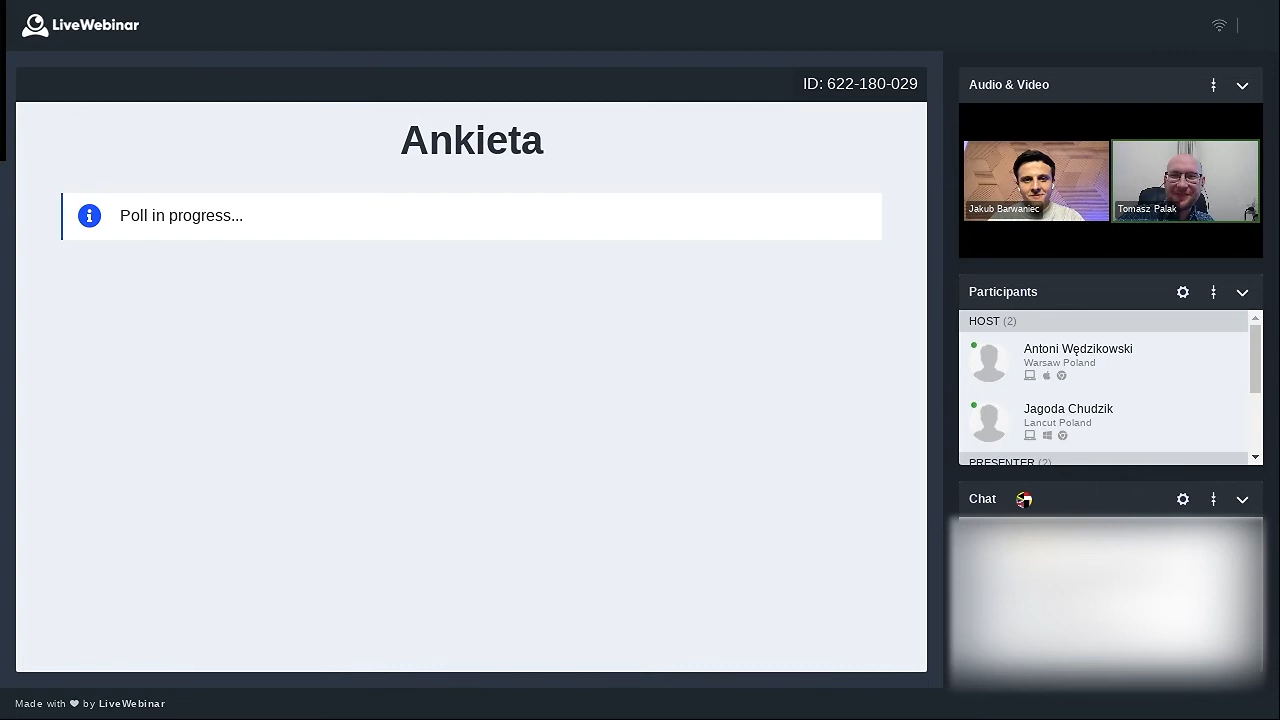 LiveWebinar
ID: 622-180-029
Ankieta
Poll in progress...
Audio & Video
Jakub Barwaniec
Tomasz Palak
Participants
HOST (2)
Antoni Wędzikowski
Warsaw Poland
Jagoda Chudzik
Lancut Poland
PRESENTER (2)
Chat
Made with by LiveWebinar